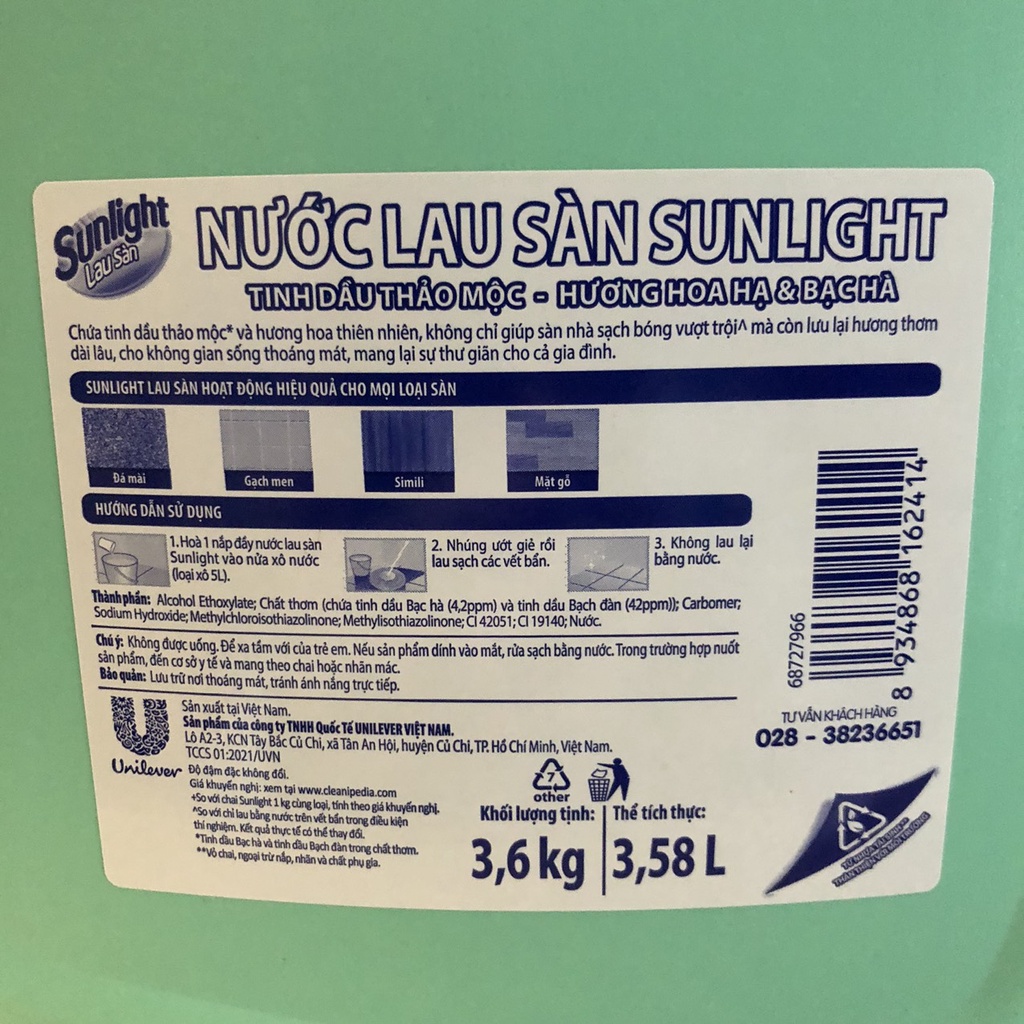 Sunlight
Lau Sàn
NƯỚC LAU SÀN SUNLIGHT
TINH DẦU THẢO MỘC - HƯƠNG HOA HẠ & BẠC HÀ
Chứa tinh dầu thảo mộc* và hương hoa thiên nhiên, không chỉ giúp sàn nhà sạch bóng vượt trội^ mà còn lưu lại hương thơm
dài lâu, cho không gian sống thoáng mát, mang lại sự thư giãn cho cả gia đình.
SUNLIGHT LAU SÀN HOẠT ĐỘNG HIỆU QUẢ CHO MỌI LOẠI SÀN
Đá mài
Gạch men
Simili
Mặt gỗ
HƯỚNG DẪN SỬ DỤNG
1. Hoà 1 nắp đầy nước lau sàn
Sunlight vào nửa xô nước
(loại xô 5L).
2. Nhúng ướt giẻ rồi
lau sạch các vết bẩn.
3. Không lau lại
bằng nước.
Thành phần: Alcohol Ethoxylate; Chất thơm (chứa tinh dầu Bạc hà (4,2ppm) và tinh dầu Bạch đàn (42ppm)); Carbomer;
Sodium Hydroxide; Methylchloroisothiazolinone; Methylisothiazolinone; CI 42051; CI 19140; Nước.
Chú ý: Không được uống. Để xa tầm với của trẻ em. Nếu sản phẩm dính vào mắt, rửa sạch bằng nước. Trong trường hợp nuốt
sản phẩm, đến cơ sở y tế và mang theo chai hoặc nhãn mác.
Bảo quản: Lưu trữ nơi thoáng mát, tránh ánh nắng trực tiếp.
Unilever
Sản xuất tại Việt Nam.
Sản phẩm của công ty TNHH Quốc Tế UNILEVER VIỆT NAM.
Lô A2-3, KCN Tây Bắc Củ Chi, xã Tân An Hội, huyện Củ Chi, TP. Hồ Chí Minh, Việt Nam.
TCCS 01:2021/UVN
Độ đậm đặc không đổi.
Giá khuyến nghị: xem tại www.cleanipedia.com
+So với chai Sunlight 1 kg cùng loại, tính theo giá khuyến nghị.
^So với chỉ lau bằng nước trên vết bẩn trong điều kiện
thí nghiệm. Kết quả thực tế có thể thay đổi.
*Tinh dầu Bạc hà và tinh dầu Bạch đàn trong chất thơm.
**Vỏ chai, ngoại trừ nắp, nhãn và chất phụ gia.
7
other
Khối lượng tịnh:
3,6 kg
Thể tích thực:
3,58 L
68727966
8 934868 162414
TƯ VẤN KHÁCH HÀNG
028 - 38236651
TỪ NHỰA TÁI SINH**
THÂN THIỆN VỚI MÔI TRƯỜNG